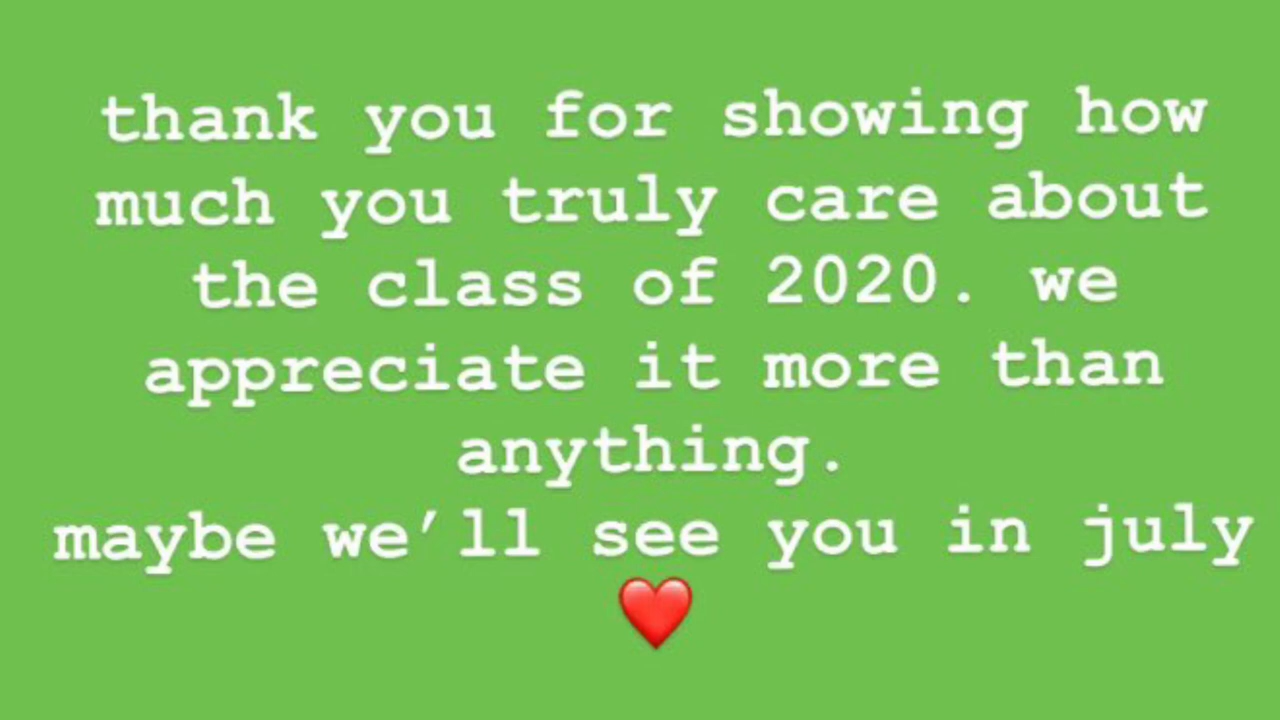 thank you for showing how
much you truly care about
the class of 2020. we
appreciate it more than
anything.
maybe we’ll see you in july
❤️